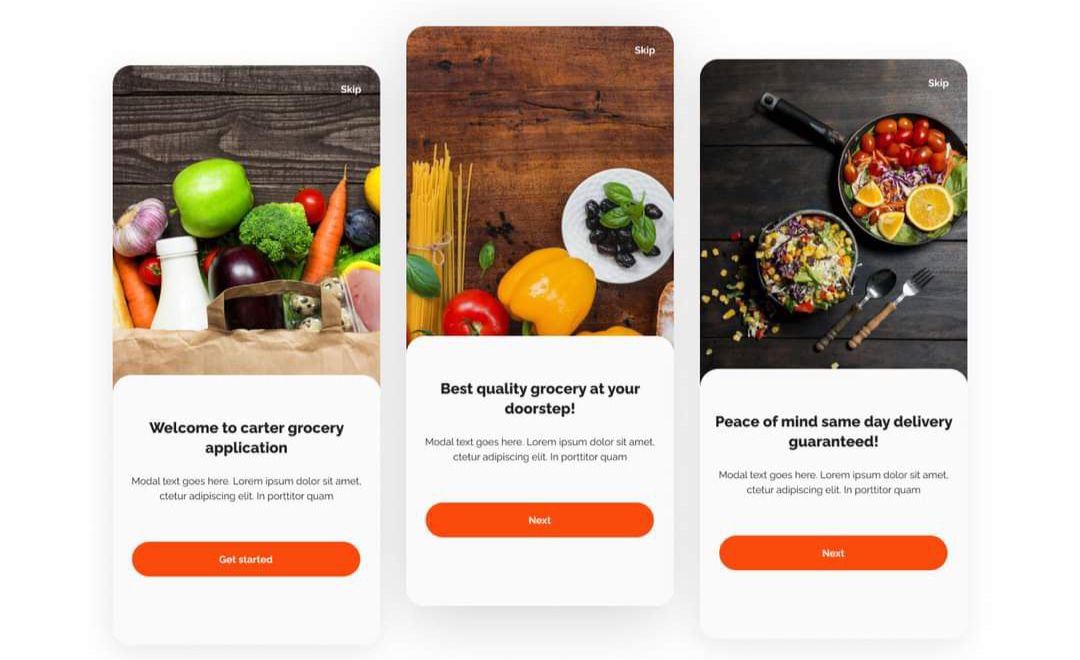 Skip
Welcome to carter grocery
application
Modal text goes here. Lorem ipsum dolor sit amet,
ctetur adipiscing elit. In porttitor quam
Get started
Skip
Best quality grocery at your
doorstep!
Modal text goes here. Lorem ipsum dolor sit amet,
ctetur adipiscing elit. In porttitor quam
Next
Skip
Peace of mind same day delivery
guaranteed!
Modal text goes here. Lorem ipsum dolor sit amet,
ctetur adipiscing elit. In porttitor quam
Next